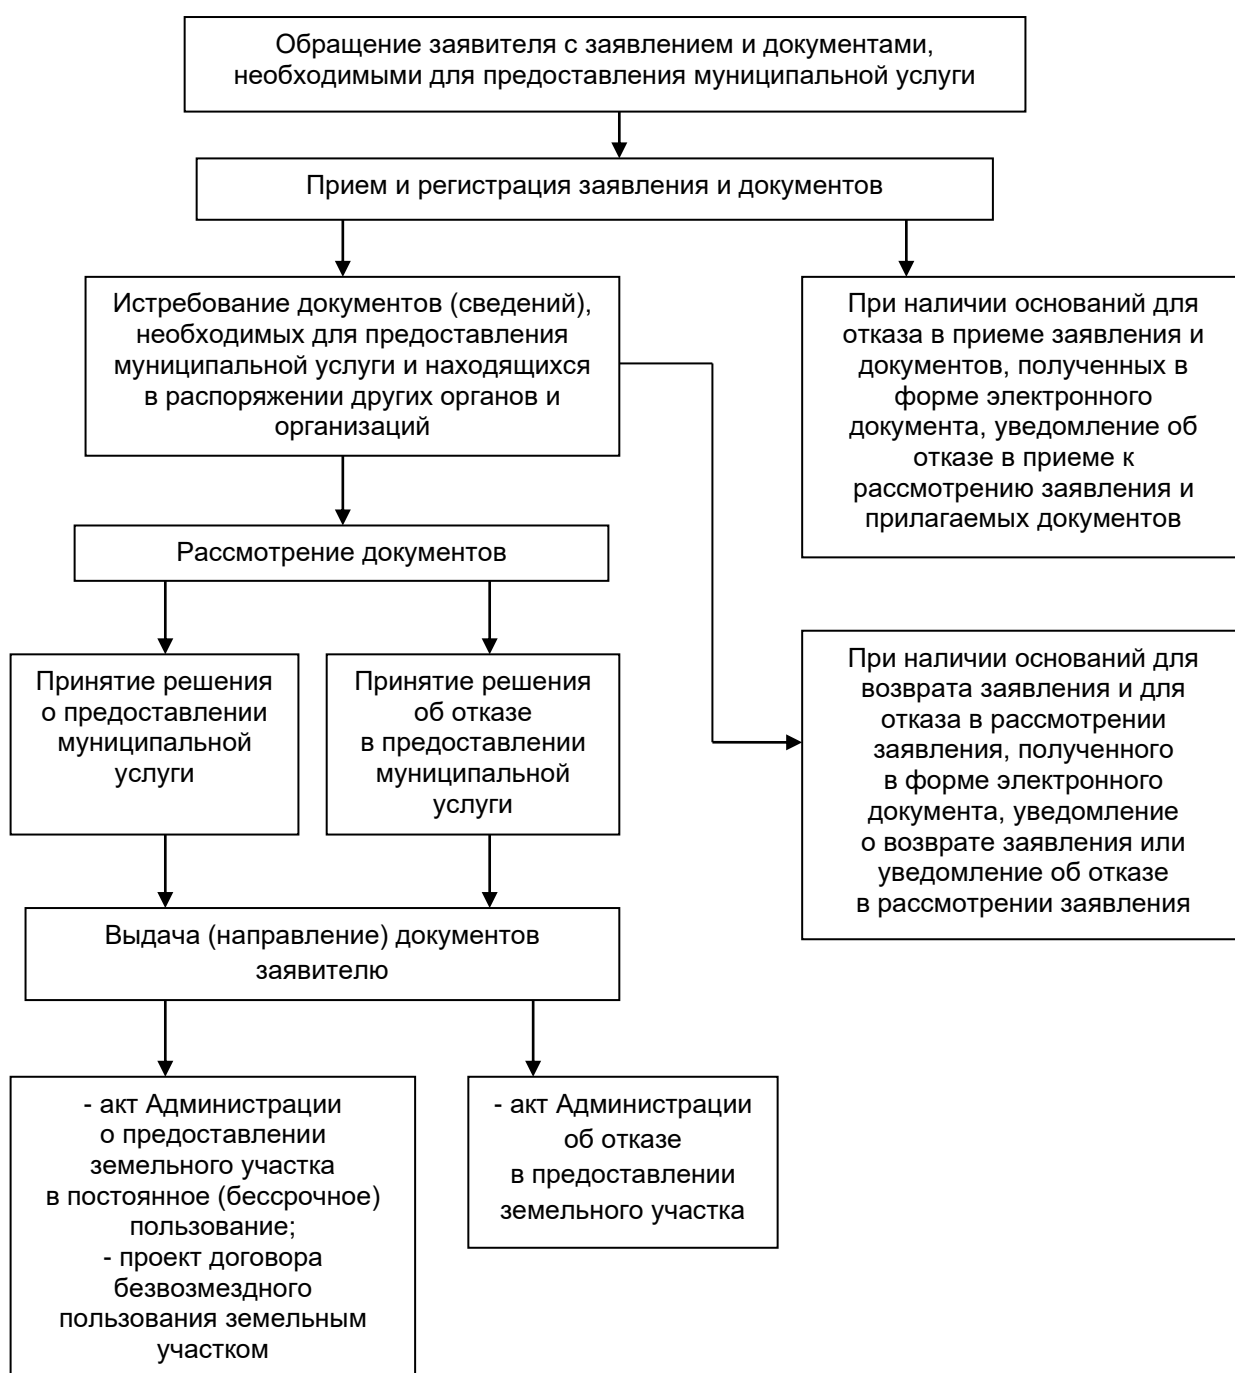 Обращение заявителя с заявлением и документами,
необходимыми для предоставления муниципальной услуги
Прием и регистрация заявления и документов
Истребование документов (сведений),
необходимых для предоставления
муниципальной услуги и находящихся
в распоряжении других органов и
организаций
При наличии оснований для
отказа в приеме заявления и
документов, полученных в
форме электронного
документа, уведомление об
отказе в приеме к
рассмотрению заявления и
прилагаемых документов
Рассмотрение документов
Принятие решения
о предоставлении
муниципальной
услуги
Принятие решения
об отказе
в предоставлении
муниципальной
услуги
При наличии оснований для
возврата заявления и для
отказа в рассмотрении
заявления, полученного
в форме электронного
документа, уведомление
о возврате заявления или
уведомление об отказе
в рассмотрении заявления
Выдача (направление) документов
заявителю
- акт Администрации
о предоставлении
земельного участка
в постоянное (бессрочное)
пользование;
- проект договора
безвозмездного
пользования земельным
участком
- акт Администрации
об отказе
в предоставлении
земельного участка